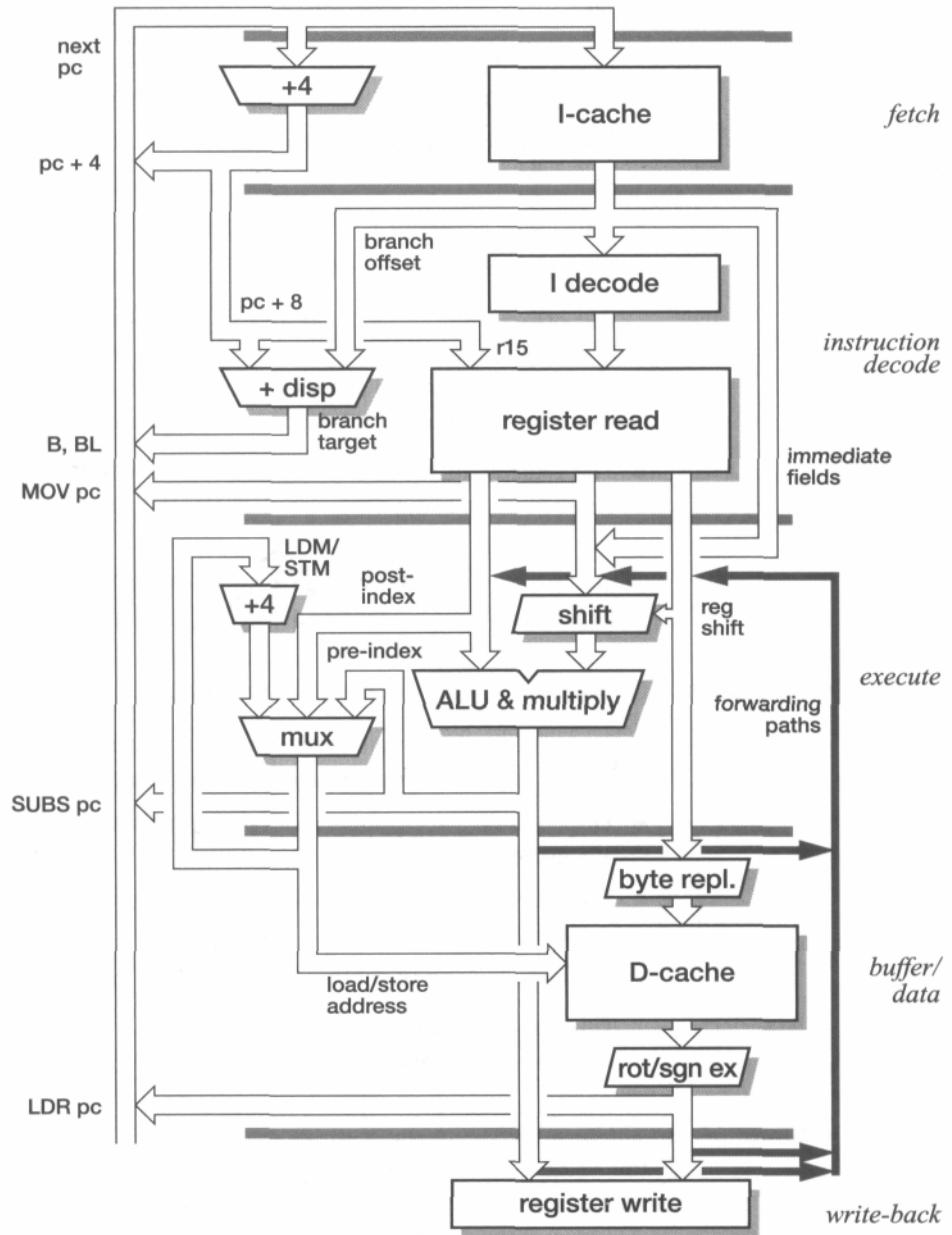 next
pc
+4
I-cache
fetch
pc + 4
branch
offset
I decode
pc + 8
r15
instruction
decode
+ disp
register read
branch
target
B, BL
immediate
fields
MOV pc
LDM/
STM
post-
index
+4
shift
reg
shift
pre-index
ALU & multiply
execute
forwarding
paths
mux
SUBS pc
byte repl.
D-cache
buffer/
data
load/store
address
rot/sgn ex
LDR pc
register write
write-back